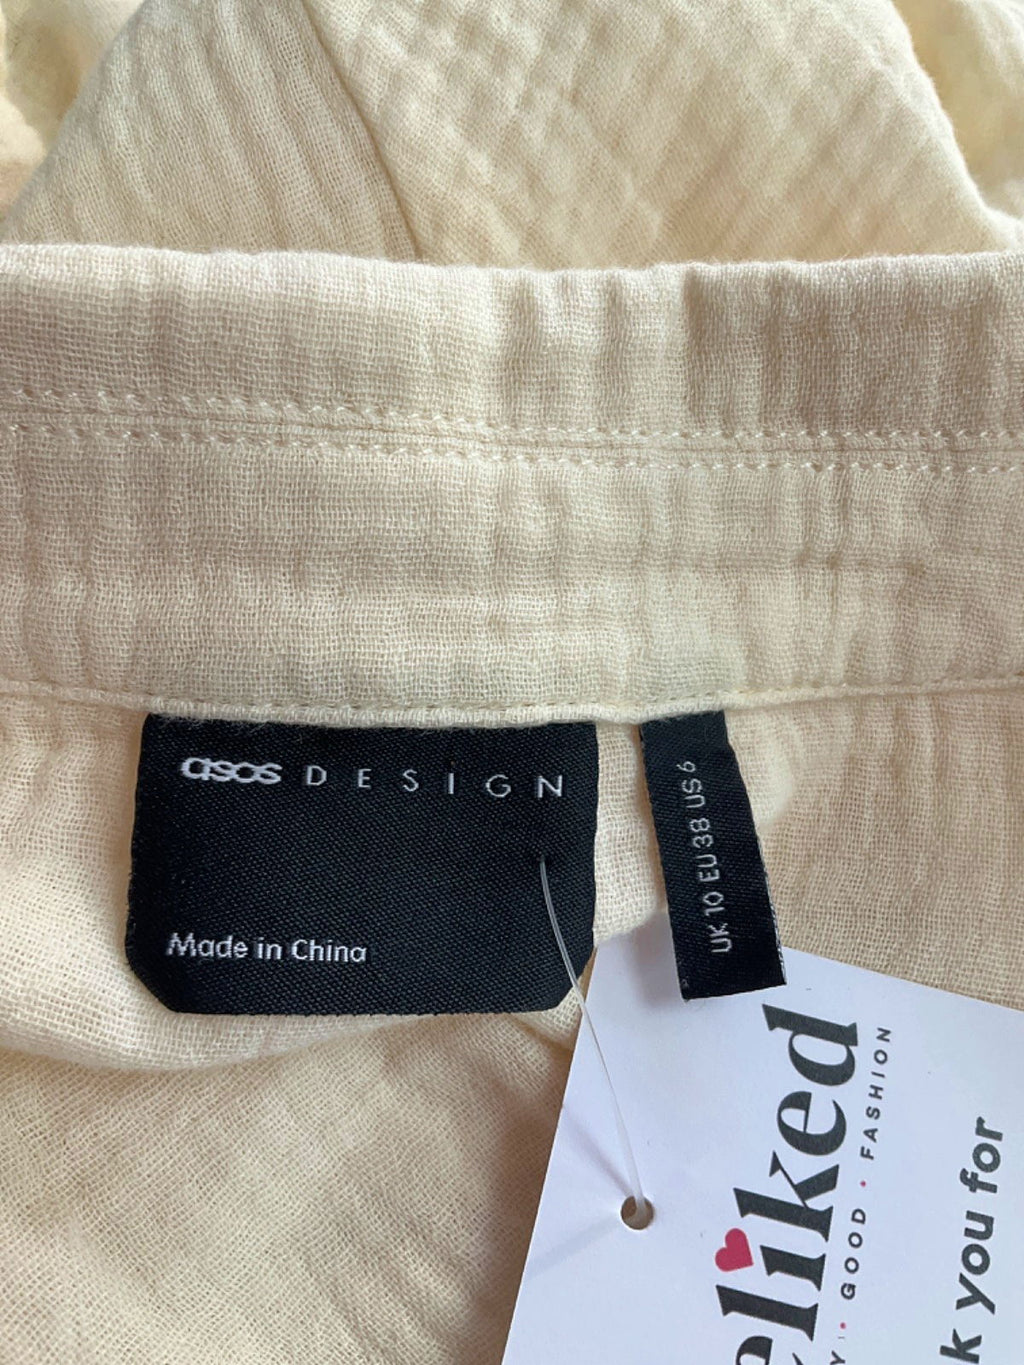 asos DESIGN
Made in China
UK 10 EU 38 US 6
eliked
GOOD • FASHION
you for